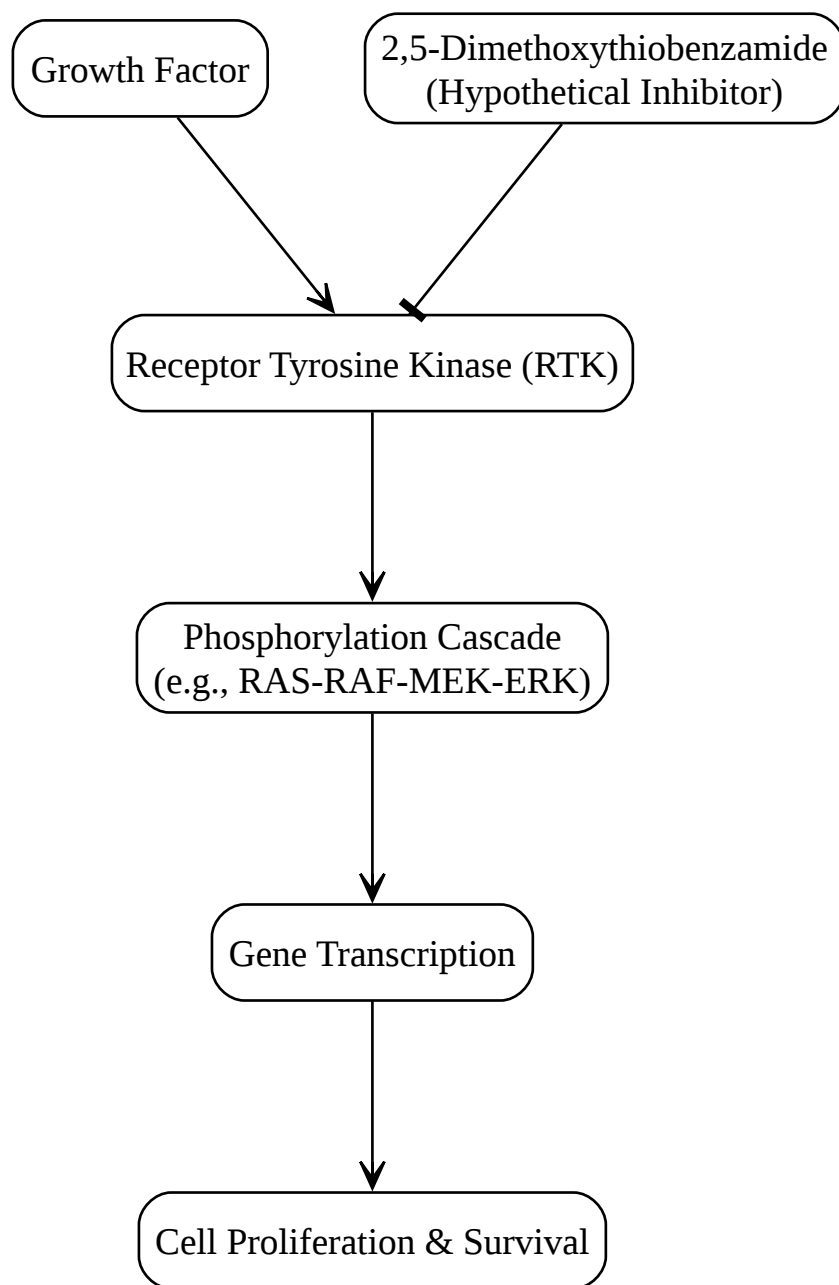 Growth Factor
2,5-Dimethoxythiobenzamide
(Hypothetical Inhibitor)
Receptor Tyrosine Kinase (RTK)
Phosphorylation Cascade
(e.g., RAS-RAF-MEK-ERK)
Gene Transcription
Cell Proliferation & Survival